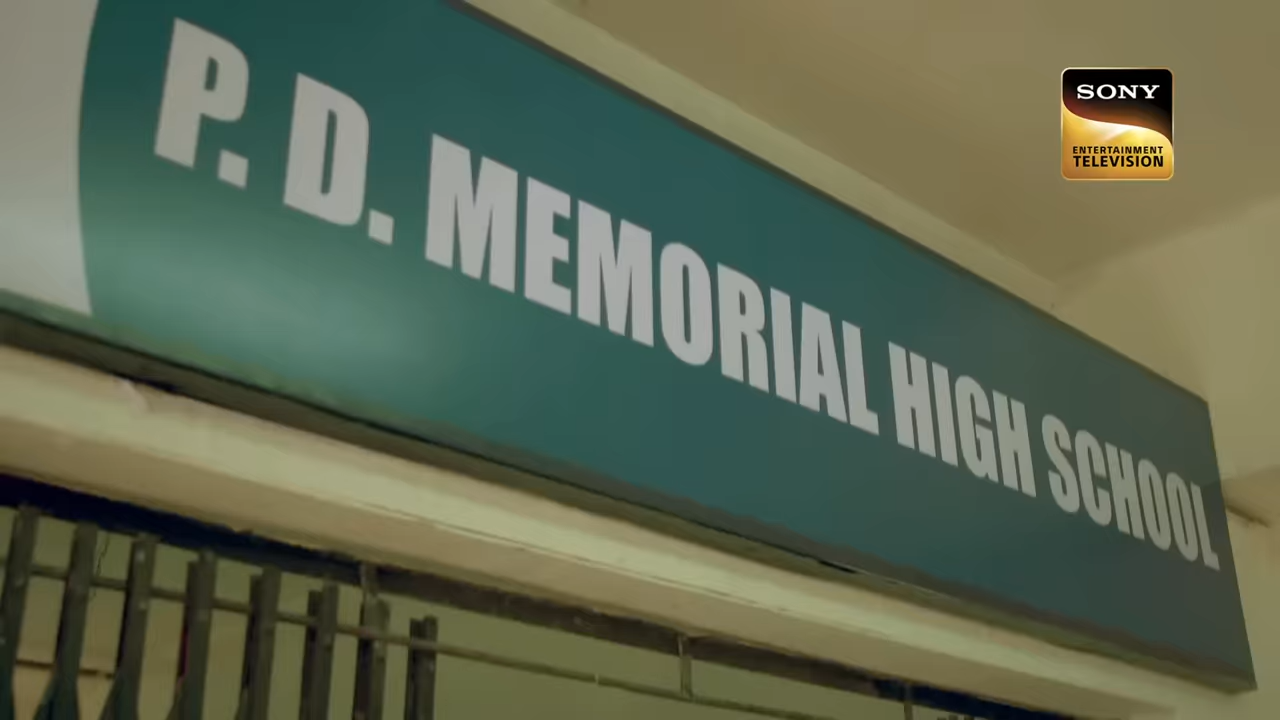 P. D. MEMORIAL HIGH SCHOOL
SONY
ENTERTAINMENT
TELEVISION